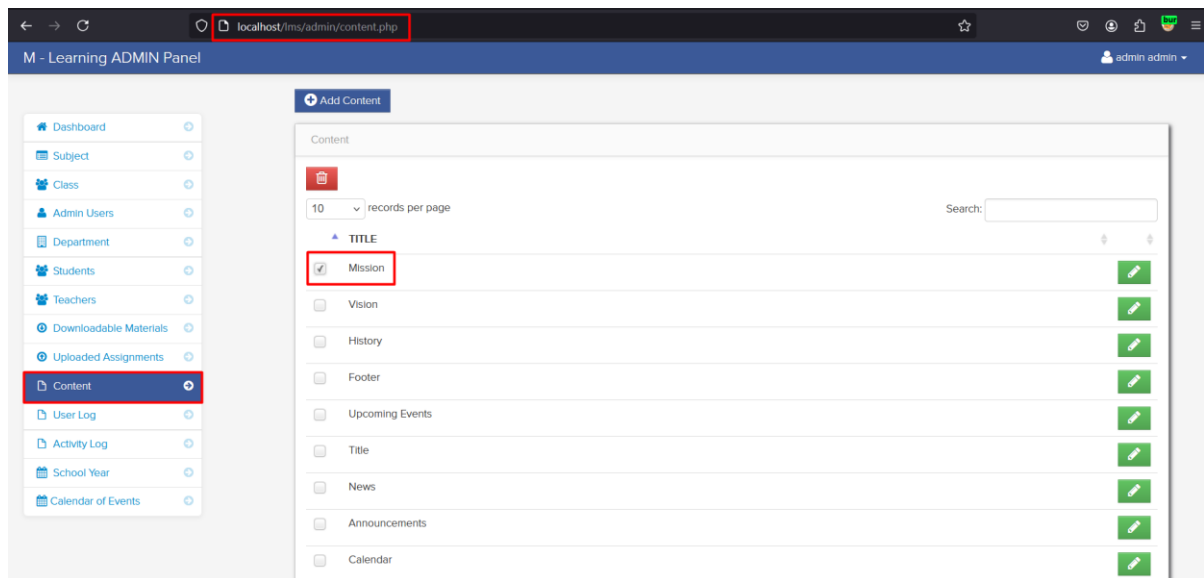 localhost/lms/admin/content.php
bur
M - Learning ADMIN Panel
admin admin
Add Content
Dashboard
Subject
Class
Admin Users
Department
Students
Teachers
Downloadable Materials
Uploaded Assignments
Content
User Log
Activity Log
School Year
Calendar of Events
Content
10 records per page
Search:
TITLE
Mission
Vision
History
Footer
Upcoming Events
Title
News
Announcements
Calendar